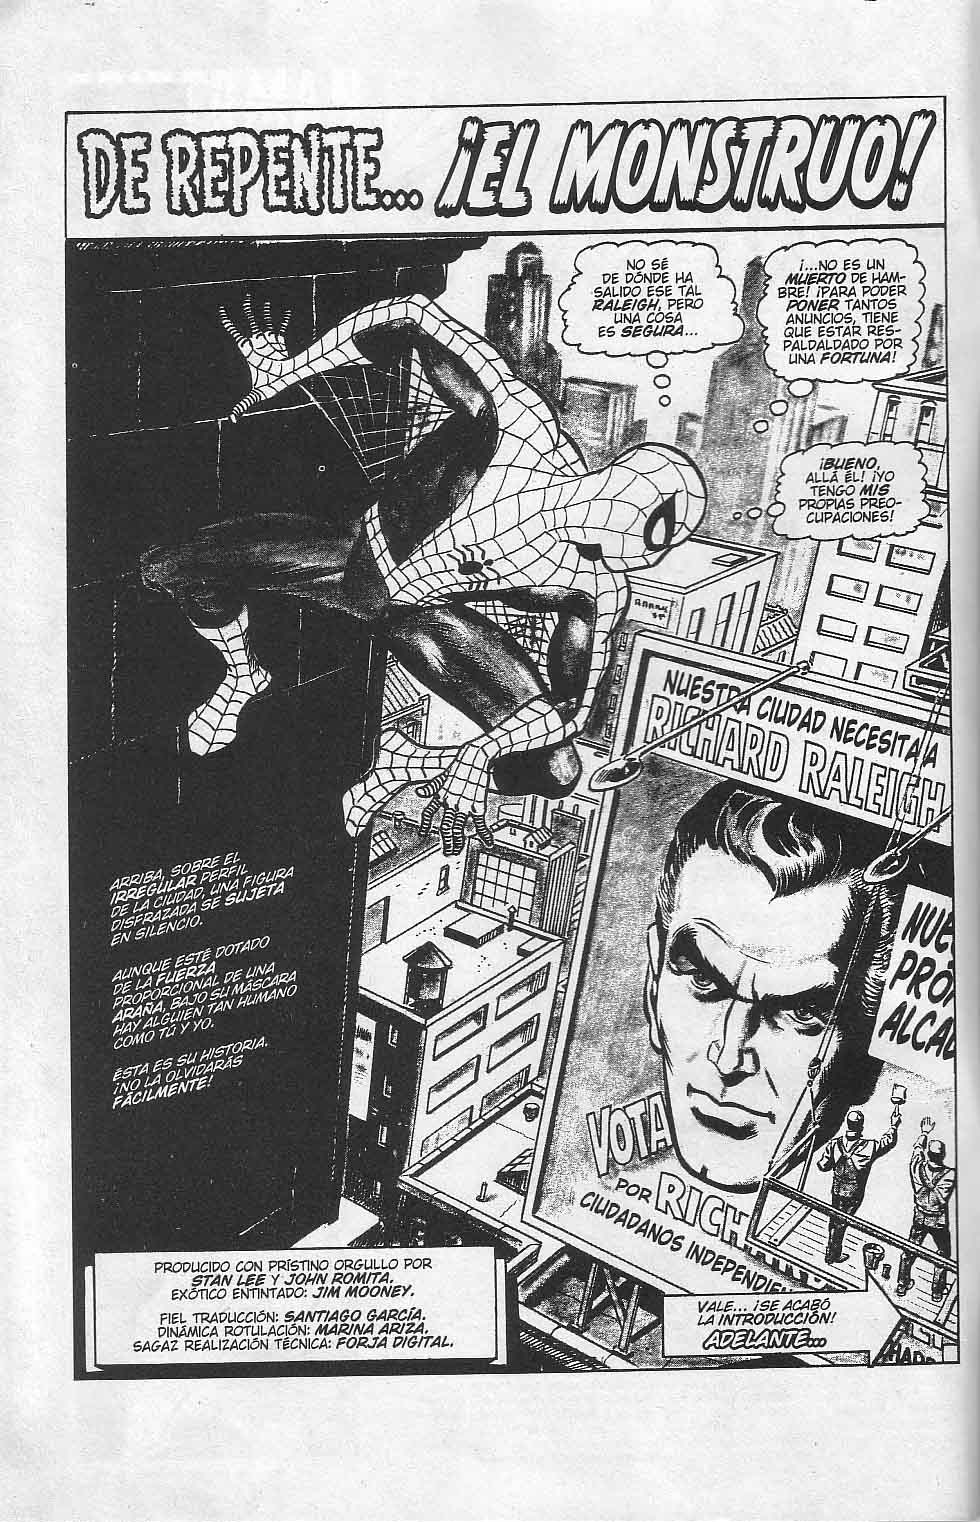 DE REPENTE... ¡EL MONSTRUO!
NO SÉ
DE DÓNDE HA
SALIDO ESE TAL
RALEIGH, PERO
UNA COSA
ES SEGURA...
¡...NO ES UN
MUERTO DE HAM-
BRE! ¡PARA PODER
PONER TANTOS
ANUNCIOS, TIENE
QUE ESTAR RES-
PALDALDADO POR
UNA FORTUNA!
¡BUENO,
ALLÁ ÉL! ¡YO
TENGO MIS
PROPIAS PREO-
CUPACIONES!
NUESTRA CIUDAD NECESITA A
RICHARD RALEIGH
NUE
PRÓ
ALCAL
VOTA
POR RICH
CIUDADANOS INDEPENDIE
ARRIBA, SOBRE EL
IRREGULAR PERFIL
DE LA CIUDAD, UNA FIGURA
DISFRAZADA SE SUJETA
EN SILENCIO.
AUNQUE ESTÉ DOTADO
DE LA FUERZA
PROPORCIONAL DE UNA
ARAÑA, BAJO SU MÁSCARA
HAY ALGUIEN TAN HUMANO
COMO TÚ Y YO.
ÉSTA ES SU HISTORIA.
¡NO LA OLVIDARÁS
FÁCILMENTE!
PRODUCIDO CON PRÍSTINO ORGULLO POR
STAN LEE Y JOHN ROMITA.
EXÓTICO ENTINTADO: JIM MOONEY.
FIEL TRADUCCIÓN: SANTIAGO GARCÍA.
DINÁMICA ROTULACIÓN: MARINA ARIZA.
SAGAZ REALIZACIÓN TÉCNICA: FORJA DIGITAL.
VALE... ¡SE ACABÓ
LA INTRODUCCIÓN!
ADELANTE...